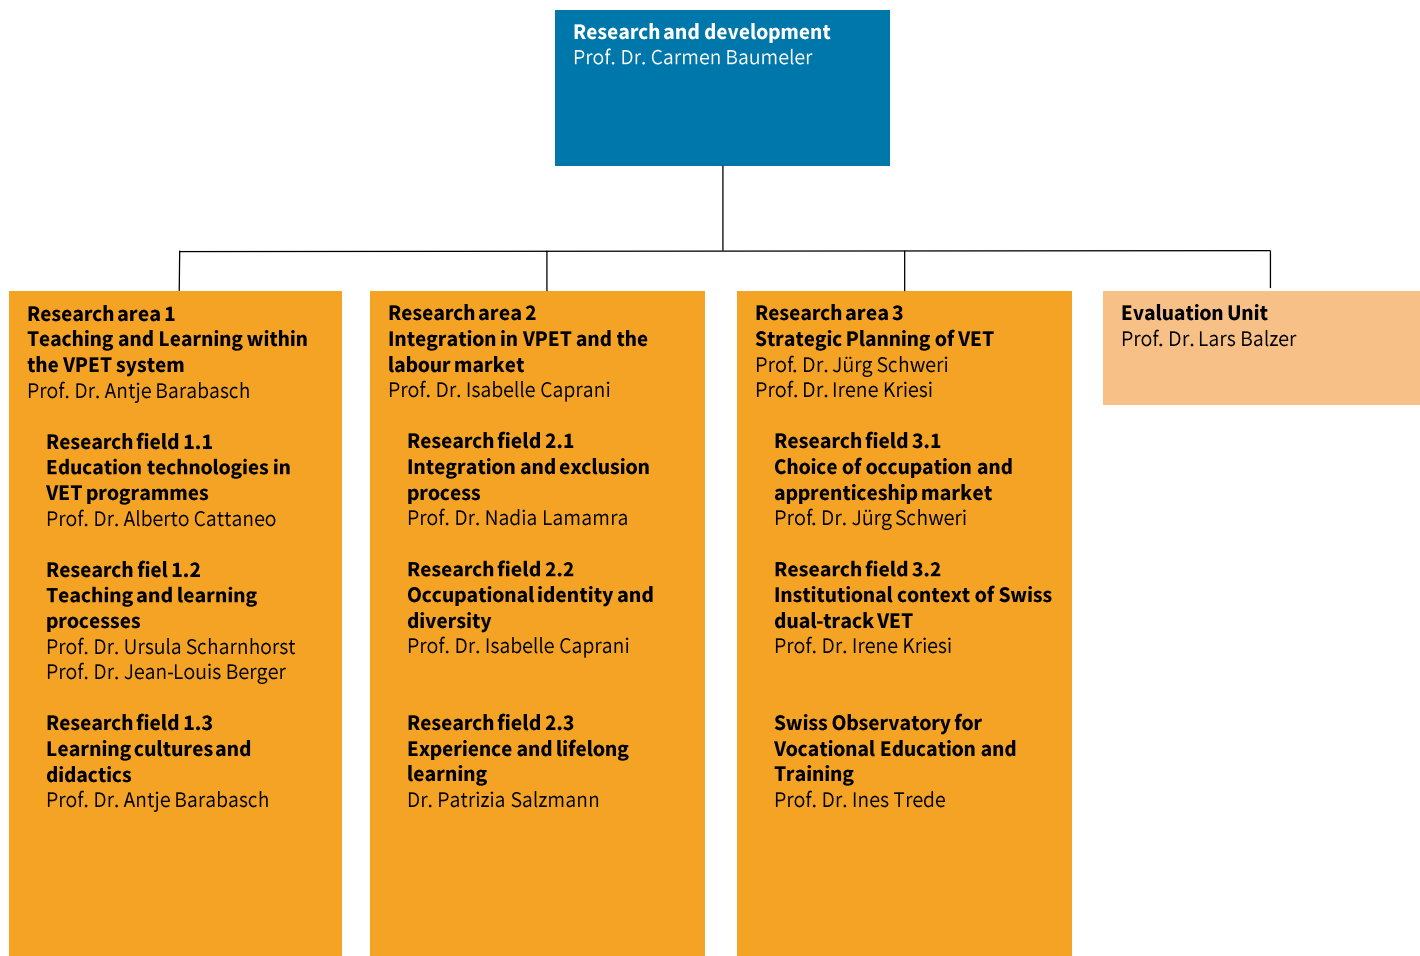 Research and development
Prof. Dr. Carmen Baumeler
Research area 1
Teaching and Learning within
the VPET system
Prof. Dr. Antje Barabasch
Research field 1.1
Education technologies in
VET programmes
Prof. Dr. Alberto Cattaneo
Research fiel 1.2
Teaching and learning
processes
Prof. Dr. Ursula Scharnhorst
Prof. Dr. Jean-Louis Berger
Research field 1.3
Learning cultures and
didactics
Prof. Dr. Antje Barabasch
Research area 2
Integration in VPET and the
labour market
Prof. Dr. Isabelle Caprani
Research field 2.1
Integration and exclusion
process
Prof. Dr. Nadia Lamamra
Research field 2.2
Occupational identity and
diversity
Prof. Dr. Isabelle Caprani
Research field 2.3
Experience and lifelong
learning
Dr. Patrizia Salzmann
Research area 3
Strategic Planning of VET
Prof. Dr. Jürg Schweri
Prof. Dr. Irene Kriesi
Research field 3.1
Choice of occupation and
apprenticeship market
Prof. Dr. Jürg Schweri
Research field 3.2
Institutional context of Swiss
dual-track VET
Prof. Dr. Irene Kriesi
Swiss Observatory for
Vocational Education and
Training
Prof. Dr. Ines Trede
Evaluation Unit
Prof. Dr. Lars Balzer